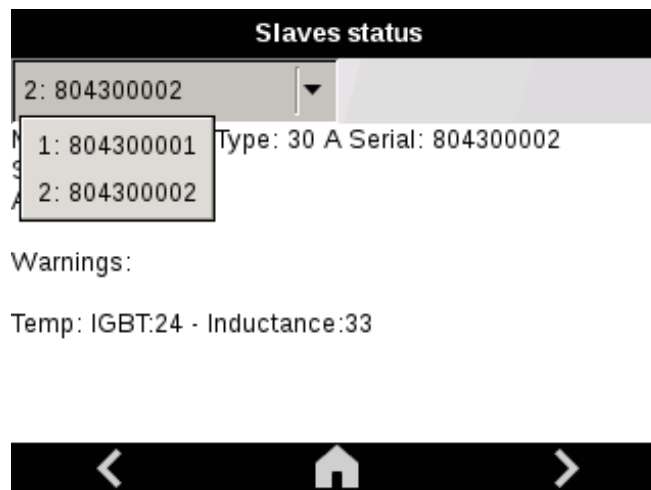 Slaves status
2: 804300002
1: 804300001
2: 804300002
Type: 30 A Serial: 804300002
Warnings:
Temp: IGBT:24 - Inductance:33